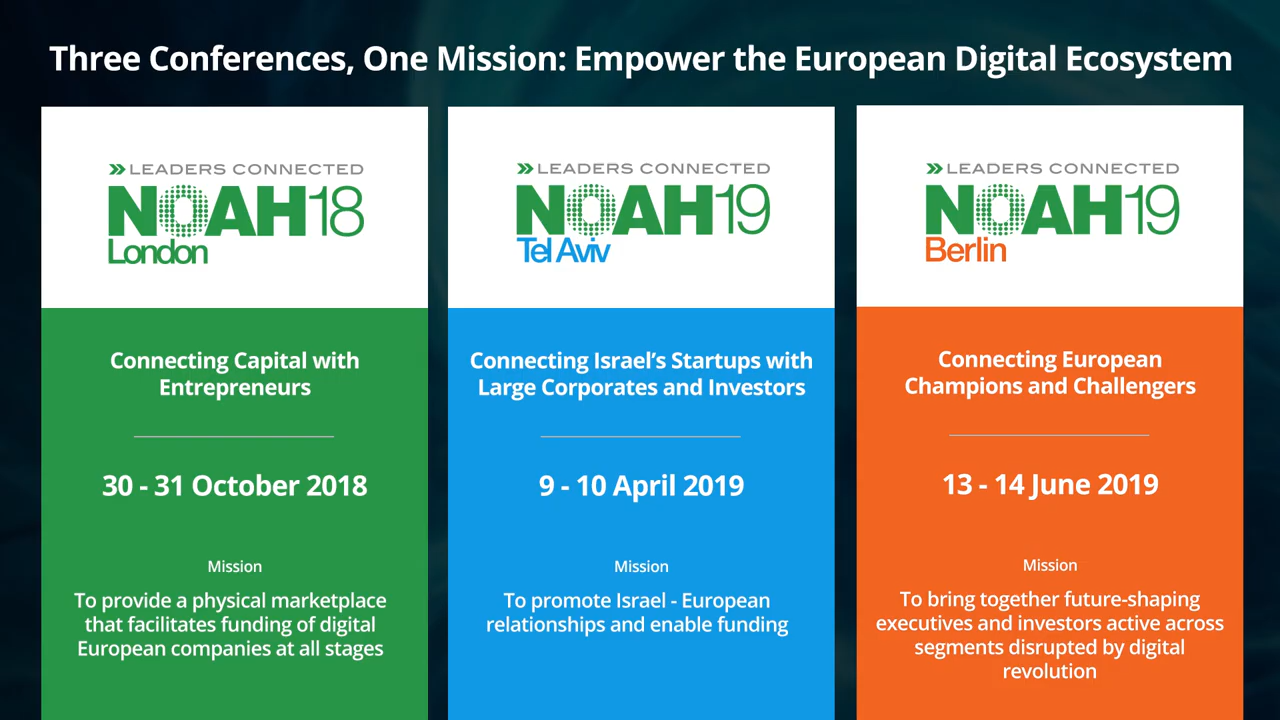 Three Conferences, One Mission: Empower the European Digital Ecosystem
LEADERS CONNECTED
NOAH18
London
Connecting Capital with
Entrepreneurs
30 - 31 October 2018
Mission
To provide a physical marketplace
that facilitates funding of digital
European companies at all stages
LEADERS CONNECTED
NOAH19
Tel Aviv
Connecting Israel's Startups with
Large Corporates and Investors
9 - 10 April 2019
Mission
To promote Israel - European
relationships and enable funding
LEADERS CONNECTED
NOAH19
Berlin
Connecting European
Champions and Challengers
13 - 14 June 2019
Mission
To bring together future-shaping
executives and investors active across
segments disrupted by digital
revolution